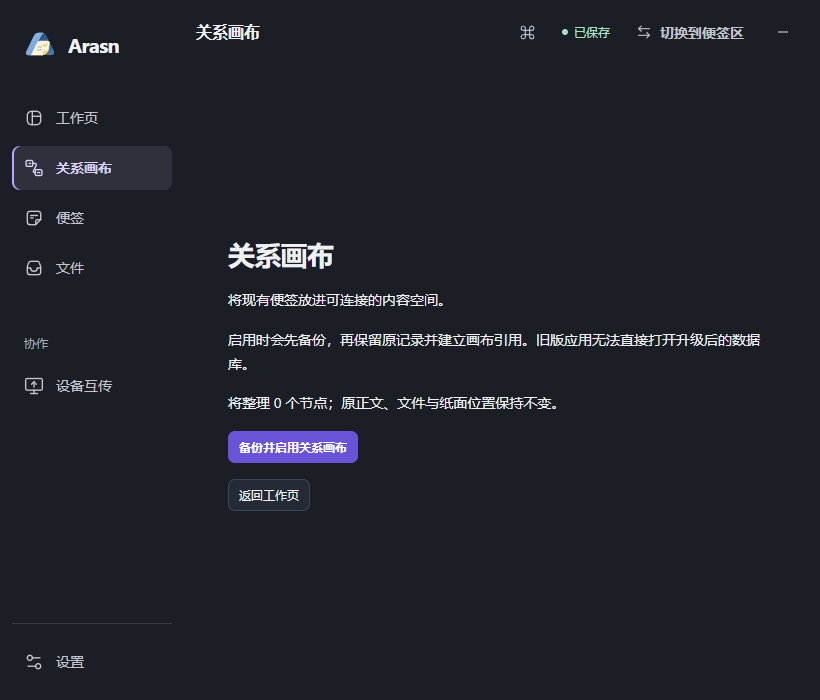 Arasn
关系画布
已保存
切换到便签区
工作页
关系画布
便签
文件
协作
设备互传
设置
关系画布
将现有便签放进可连接的内容空间。
启用时会先备份，再保留原记录并建立画布引用。旧版应用无法直接打开升级后的数据
库。
将整理 0 个节点；原正文、文件与纸面位置保持不变。
备份并启用关系画布
返回工作页